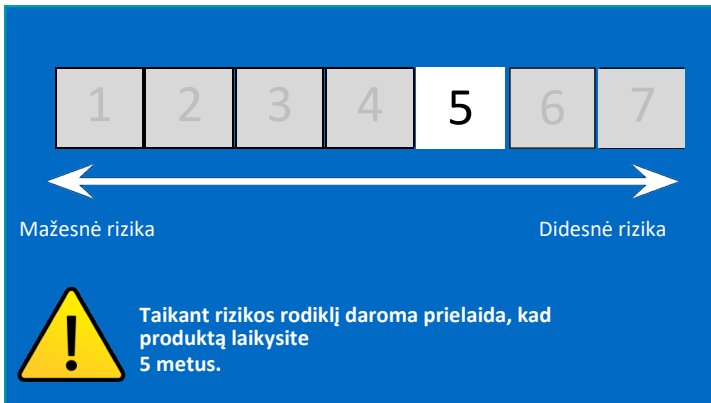 1 2 3 4 5 6 7
Mažesnė rizika Didesnė rizika
Taikant rizikos rodiklį daroma prielaida, kad
produktą laikysite
5 metus.